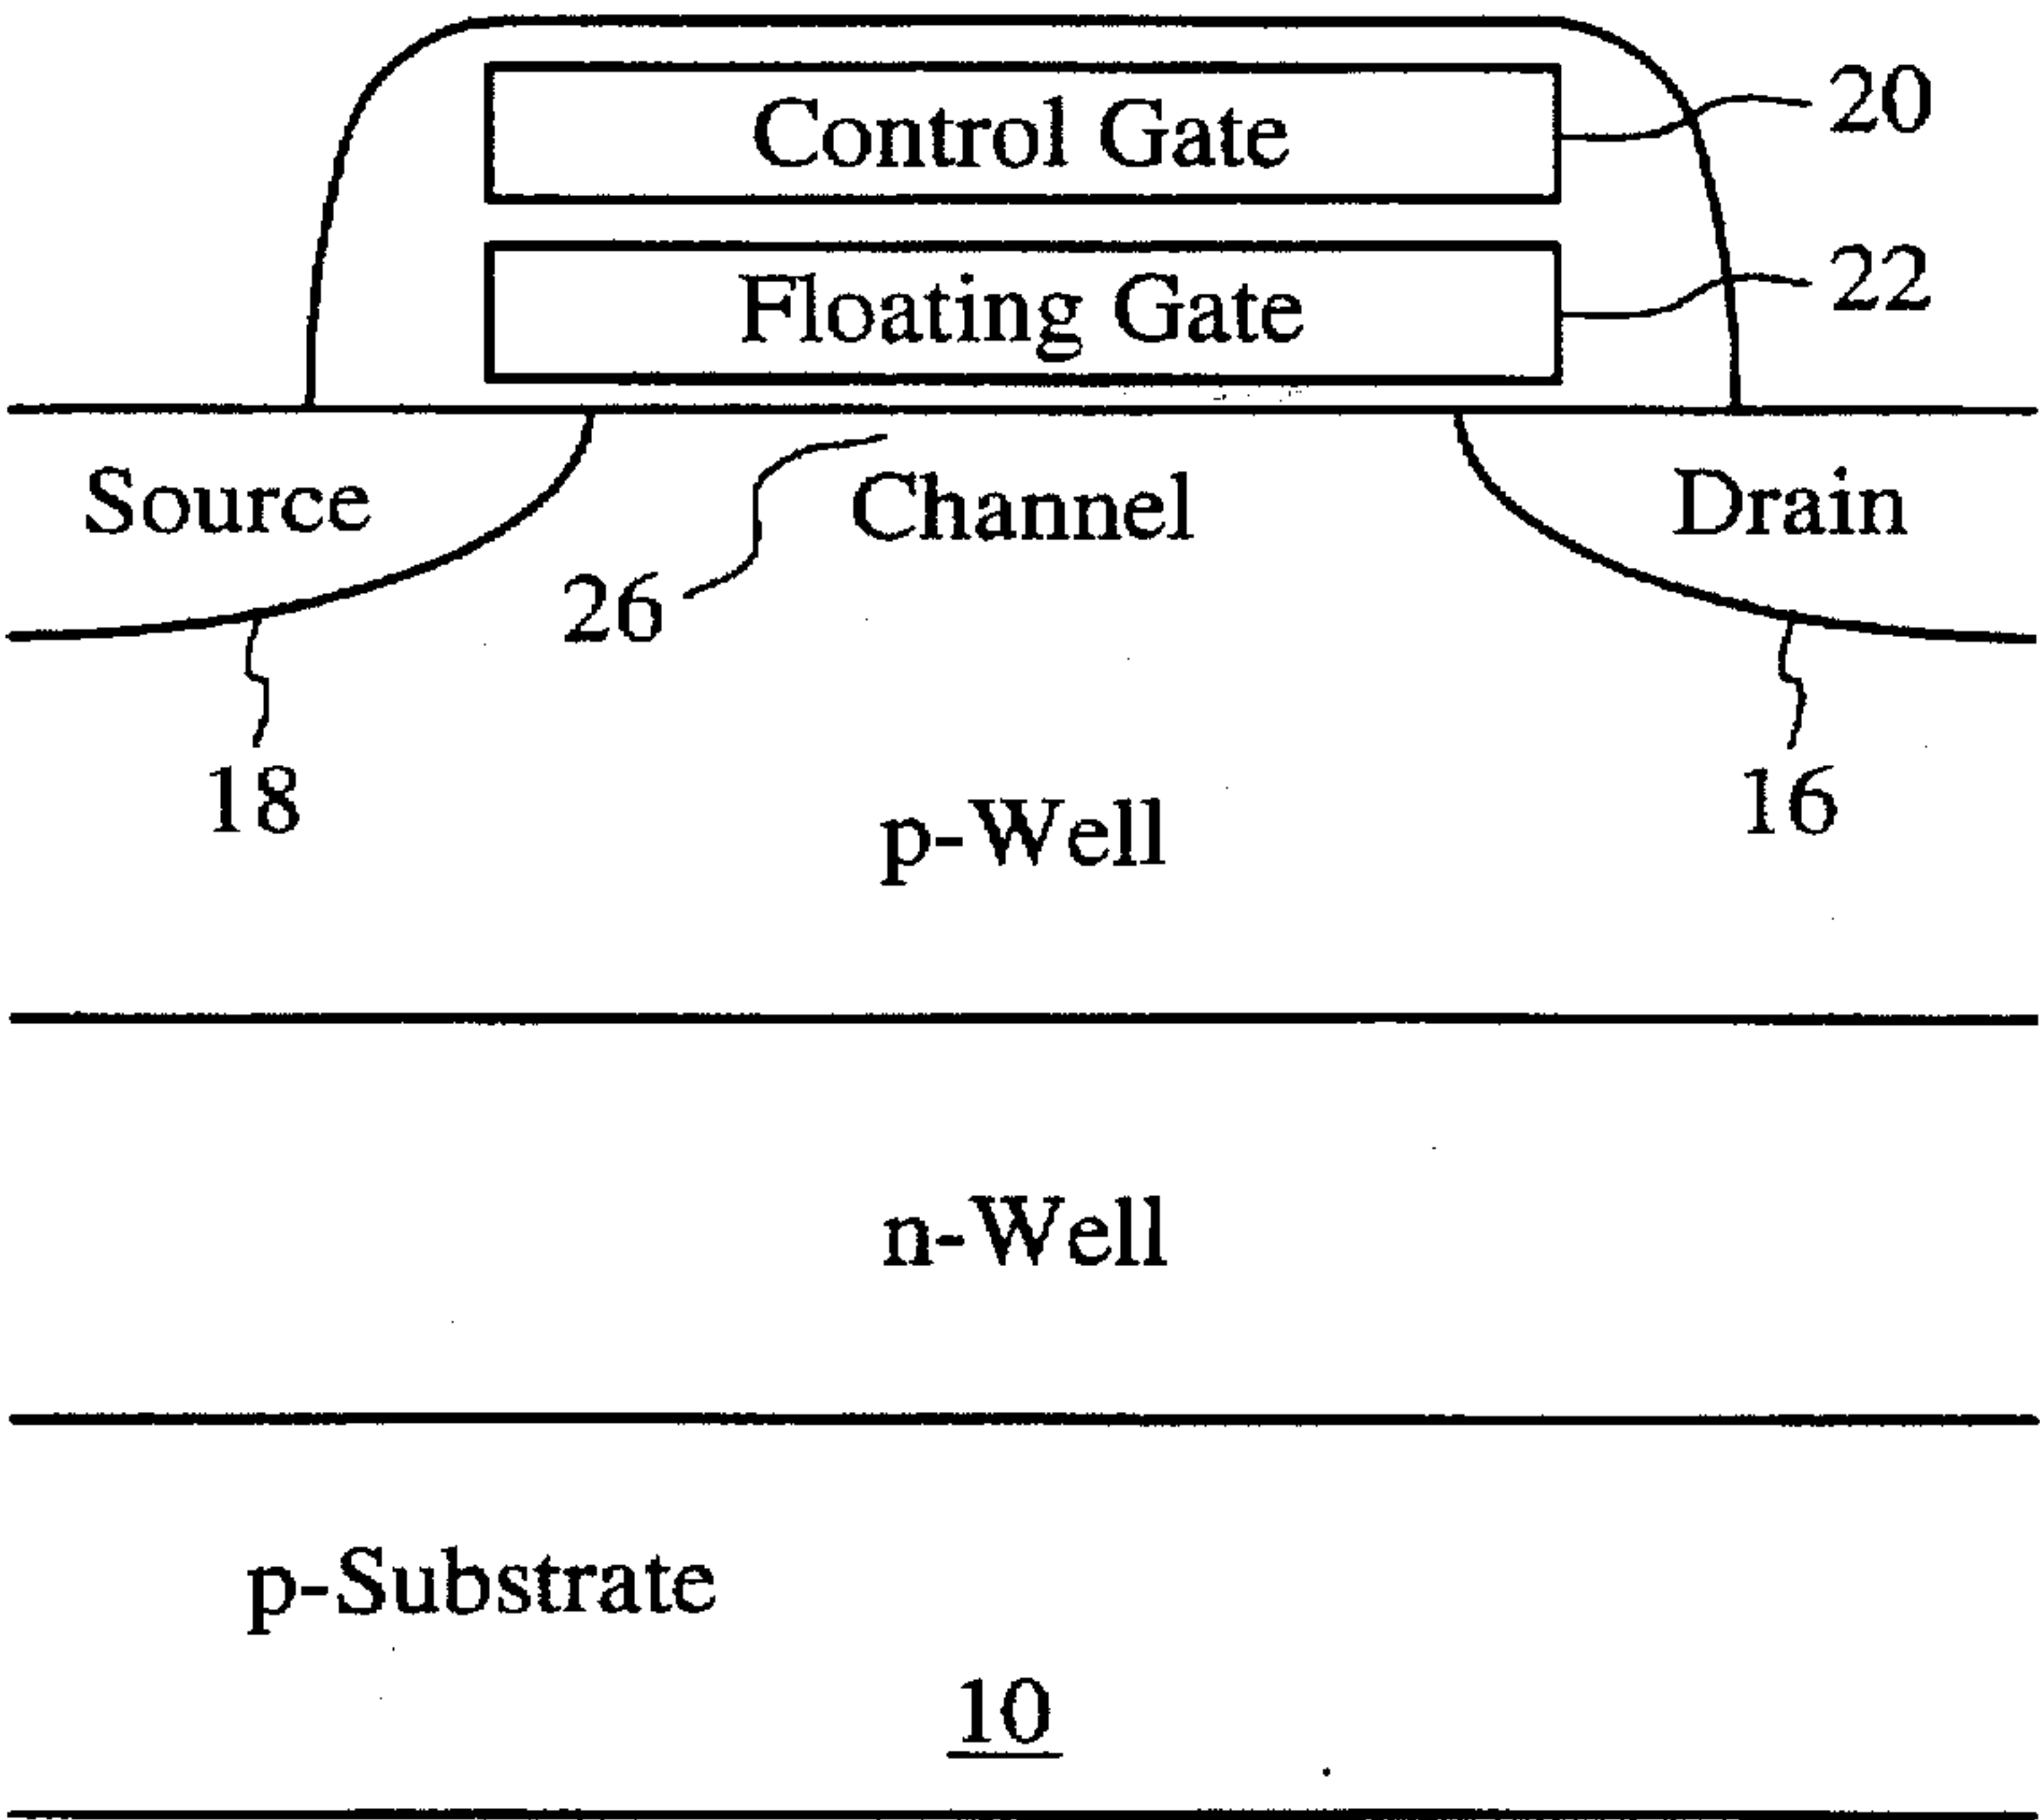 Control Gate
20
Floating Gate
22
Source
Channel
Drain
26
18
16
p-Well
n-Well
p-Substrate
10